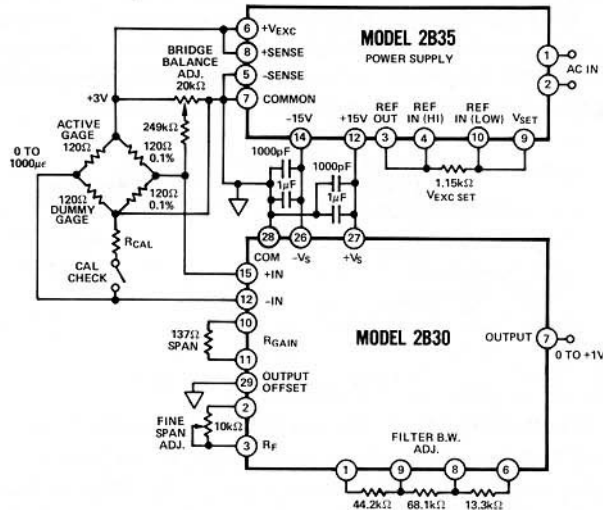 6
+VEXC
8
+SENSE
5
−SENSE
7
COMMON
MODEL 2B35
POWER SUPPLY
1
2
AC IN
BRIDGE
BALANCE
ADJ.
20kΩ
+3V
249kΩ
−15V
+15V
REF
OUT
REF
IN (HI)
REF
IN (LOW)
VSET
14
12
3
4
10
9
1.15kΩ
VEXC SET
0 TO
1000με
ACTIVE
GAGE
120Ω
120Ω
0.1%
120Ω
DUMMY
GAGE
120Ω
0.1%
1000pF
1μF
1000pF
1μF
RCAL
CAL
CHECK
28
COM
26
−VS
27
+VS
15
+IN
12
−IN
10
137Ω
SPAN
RGAIN
11
29
OUTPUT
OFFSET
2
FINE
SPAN
ADJ.
10kΩ
3
RF
MODEL 2B30
OUTPUT
7
0 TO +1V
FILTER B.W.
ADJ.
1
9
8
6
44.2kΩ
68.1kΩ
13.3kΩ